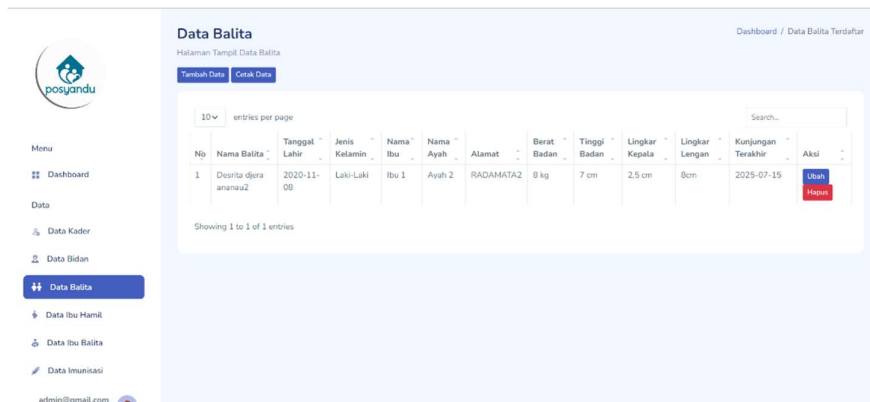 Data Balita
Dashboard / Data Balita Terdaftar
Halaman Tampil Data Balita
Tambah Data Cetak Data
posyandu
10 entries per page
Search...
Menu
Dashboard
Data
Data Kader
Data Bidan
Data Balita
Data Ibu Hamil
Data Ibu Balita
Data Imunisasi
admin@gmail.com
No Nama Balita Tanggal Lahir Jenis Kelamin Nama Ibu Nama Ayah Alamat Berat Badan Tinggi Badan Lingkar Kepala Lingkar Lengan Kunjungan Terakhir Aksi
1 Desrita djera ananau2 2020-11-08 Laki-Laki Ibu 1 Ayah 2 RADAMATA2 8 kg 7 cm 2,5 cm 8cm 2025-07-15 Ubah
Hapus
Showing 1 to 1 of 1 entries